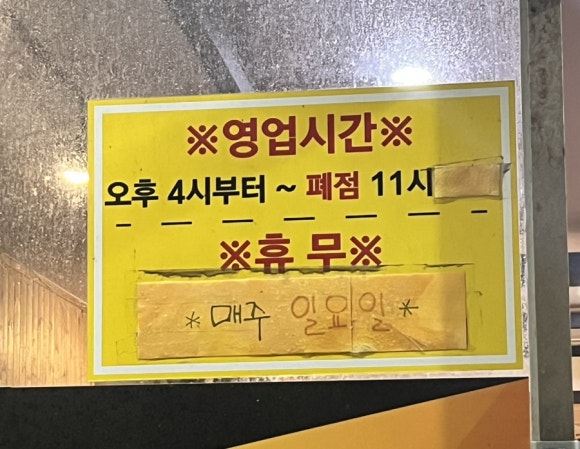 ※영업시간※
오후 4시부터 ~ 폐점 11시
※휴 무※
* 매주 일요일 *